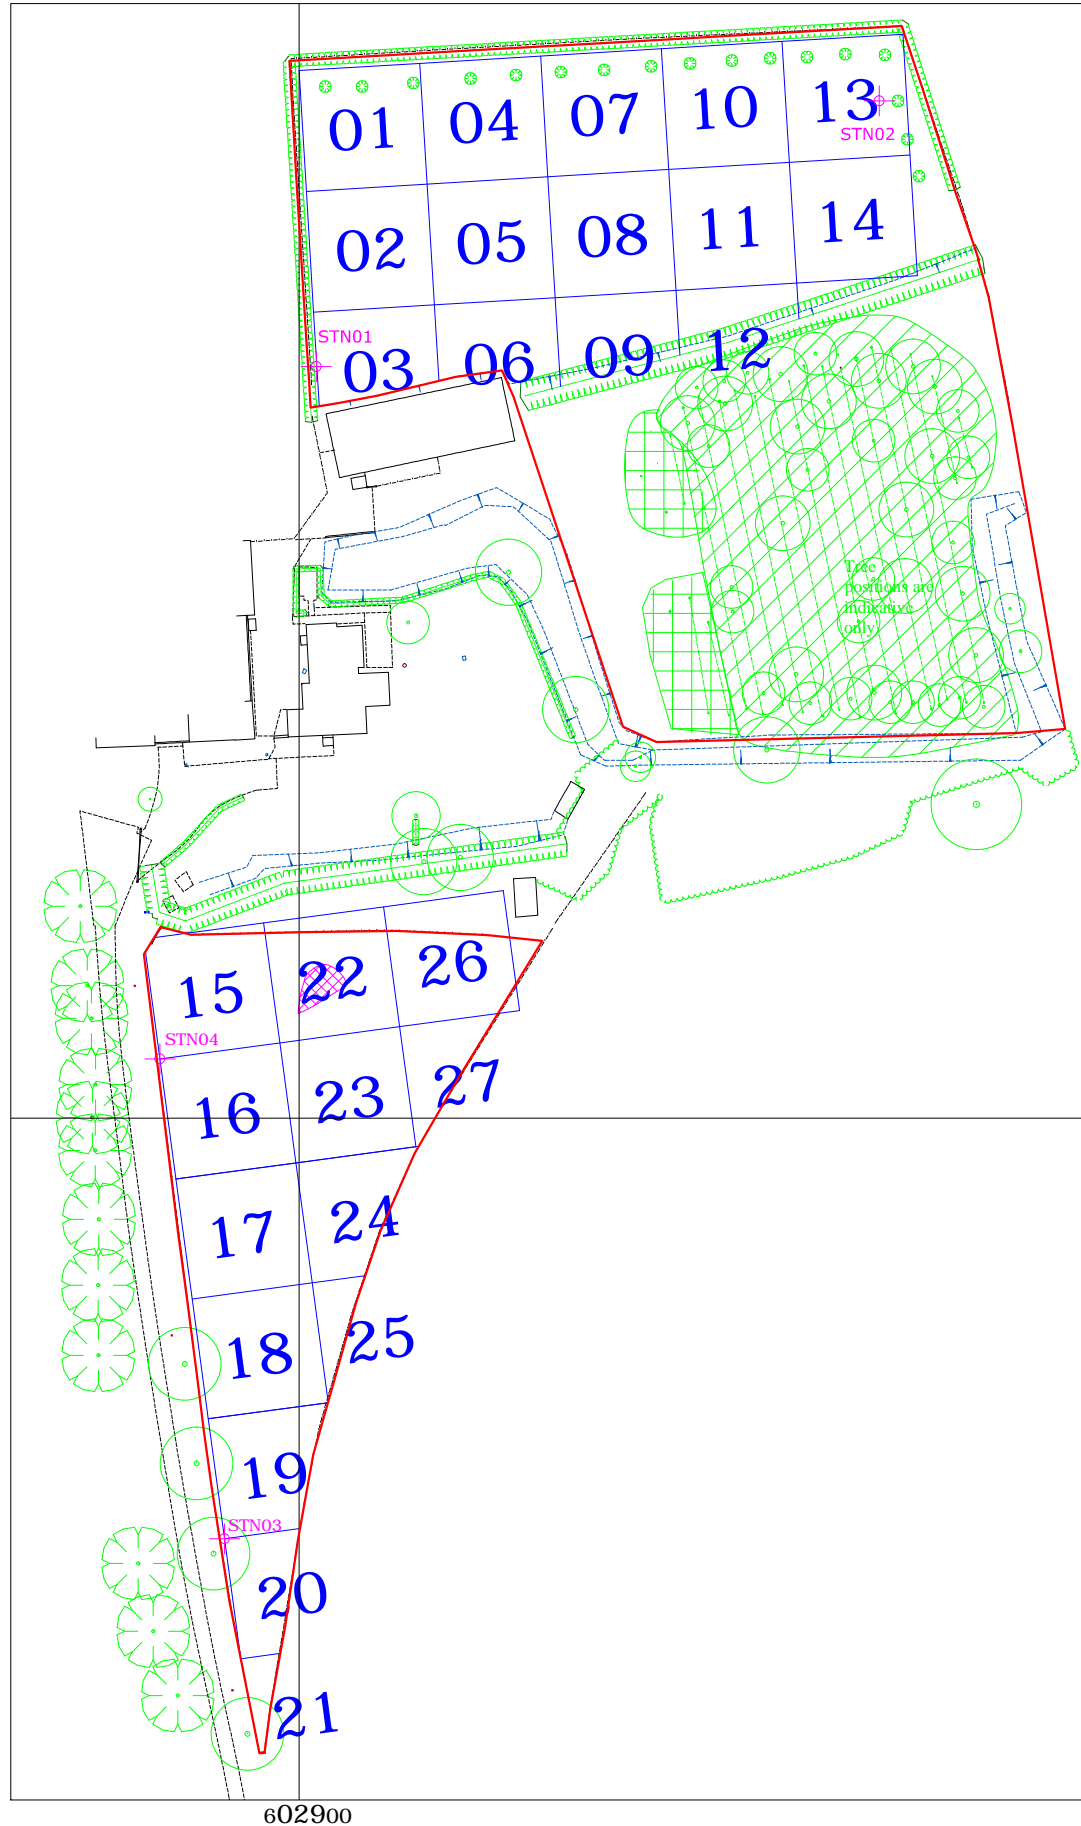 01 04 07 10 13
STN02
02 05 08 11 14
STN01
03 06 09 12
Tree
positions are
indicative
only
15 22 26
STN04
16 23 27
17 24
18 25
19
STN03
20
21
602900